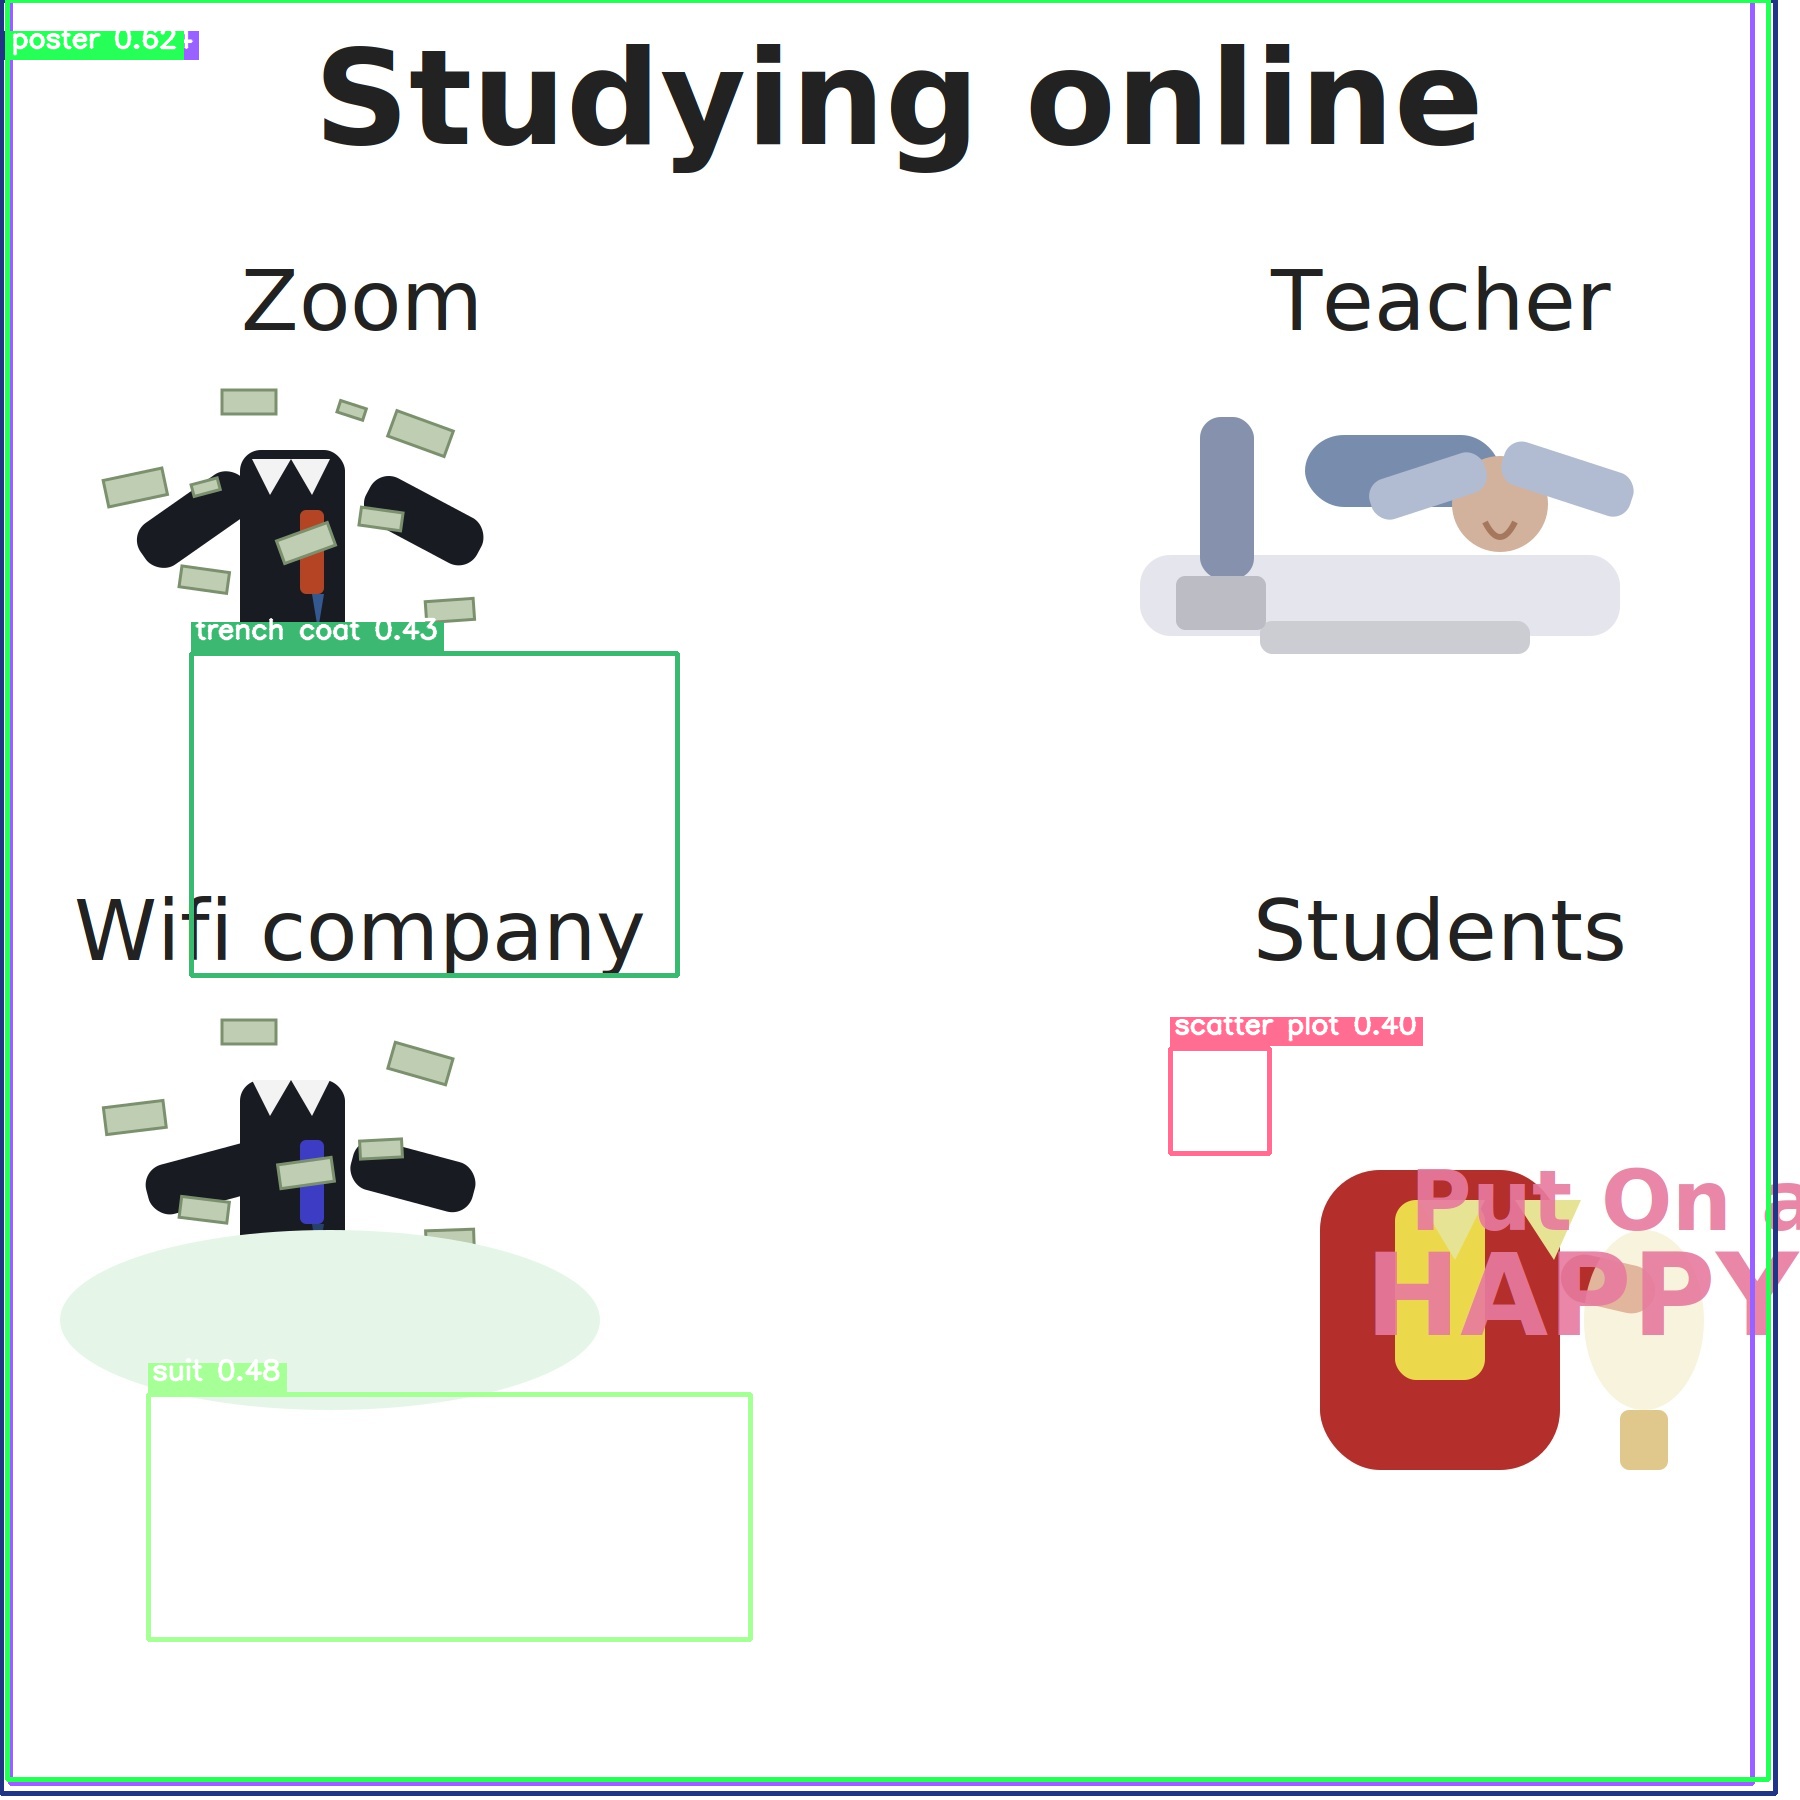 poster 0.624
Studying online
Zoom
Teacher
trench coat 0.43
Wifi company
Students
scatter plot 0.40
Put On a
HAPPY
suit 0.48